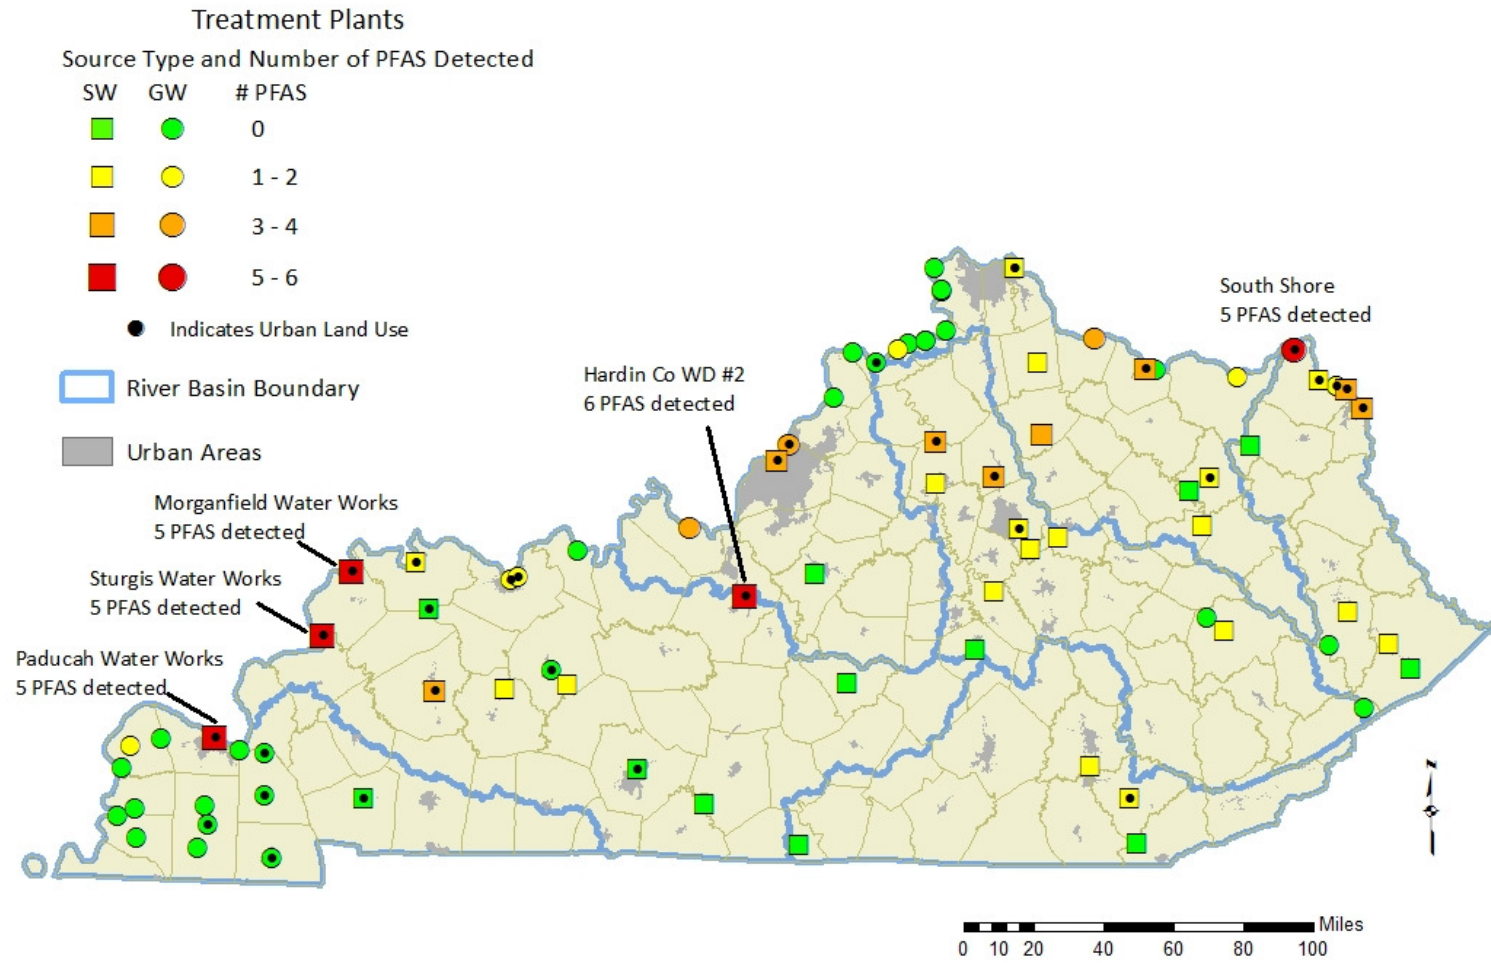 Treatment Plants
Source Type and Number of PFAS Detected
SW GW # PFAS
0
1 - 2
3 - 4
5 - 6
Indicates Urban Land Use
River Basin Boundary
Urban Areas
South Shore
5 PFAS detected
Hardin Co WD #2
6 PFAS detected
Morganfield Water Works
5 PFAS detected
Sturgis Water Works
5 PFAS detected
Paducah Water Works
5 PFAS detected
N
Miles
0 10 20 40 60 80 100